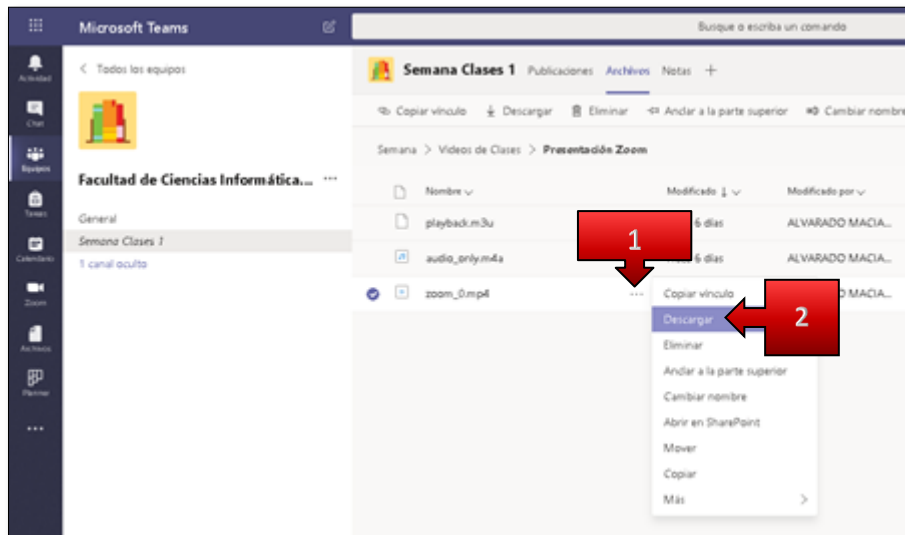 Microsoft Teams
Busque o escriba un comando
Actividad
Chat
Equipos
Tareas
Calendario
Zoom
Archivos
Planner
Todos los equipos
Facultad de Ciencias Informática... ...
General
Semana Clases 1
1 canal oculto
Semana Clases 1 Publicaciones Archivos Notas +
Copiar vínculo Descargar Eliminar Anclar a la parte superior Cambiar nombre
Semana > Videos de Clases > Presentación Zoom
Nombre Modificado Modificado por
playback.m3u 6 días ALVARADO MACIA...
audio_only.m4a 6 días ALVARADO MACIA...
zoom_0.mp4 ... MACIA...
1
2
Copiar vínculo
Descargar
Eliminar
Anclar a la parte superior
Cambiar nombre
Abrir en SharePoint
Mover
Copiar
Más